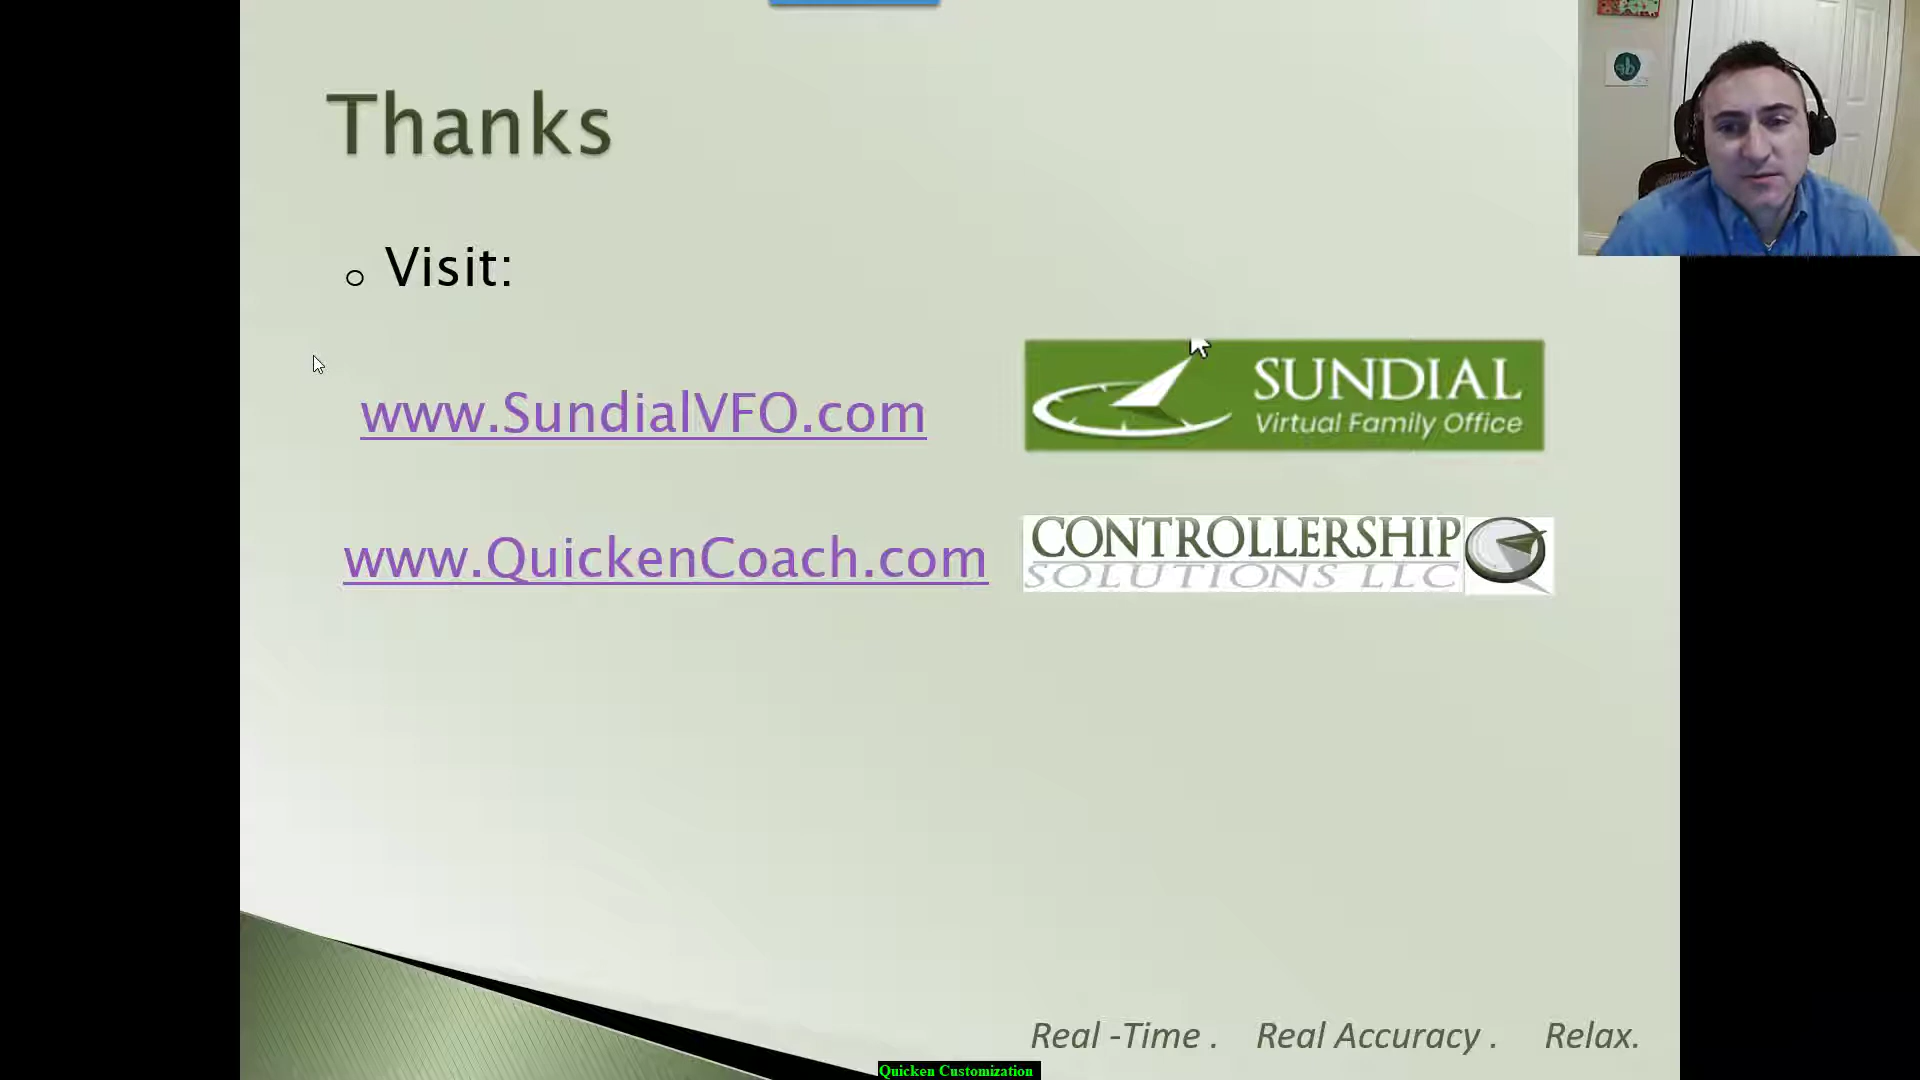 Thanks
Visit:
www.SundialVFO.com
SUNDIAL
Virtual Family Office
www.QuickenCoach.com
CONTROLLERSHIP
SOLUTIONS LLC
Real -Time . Real Accuracy . Relax.
Quicken Customization